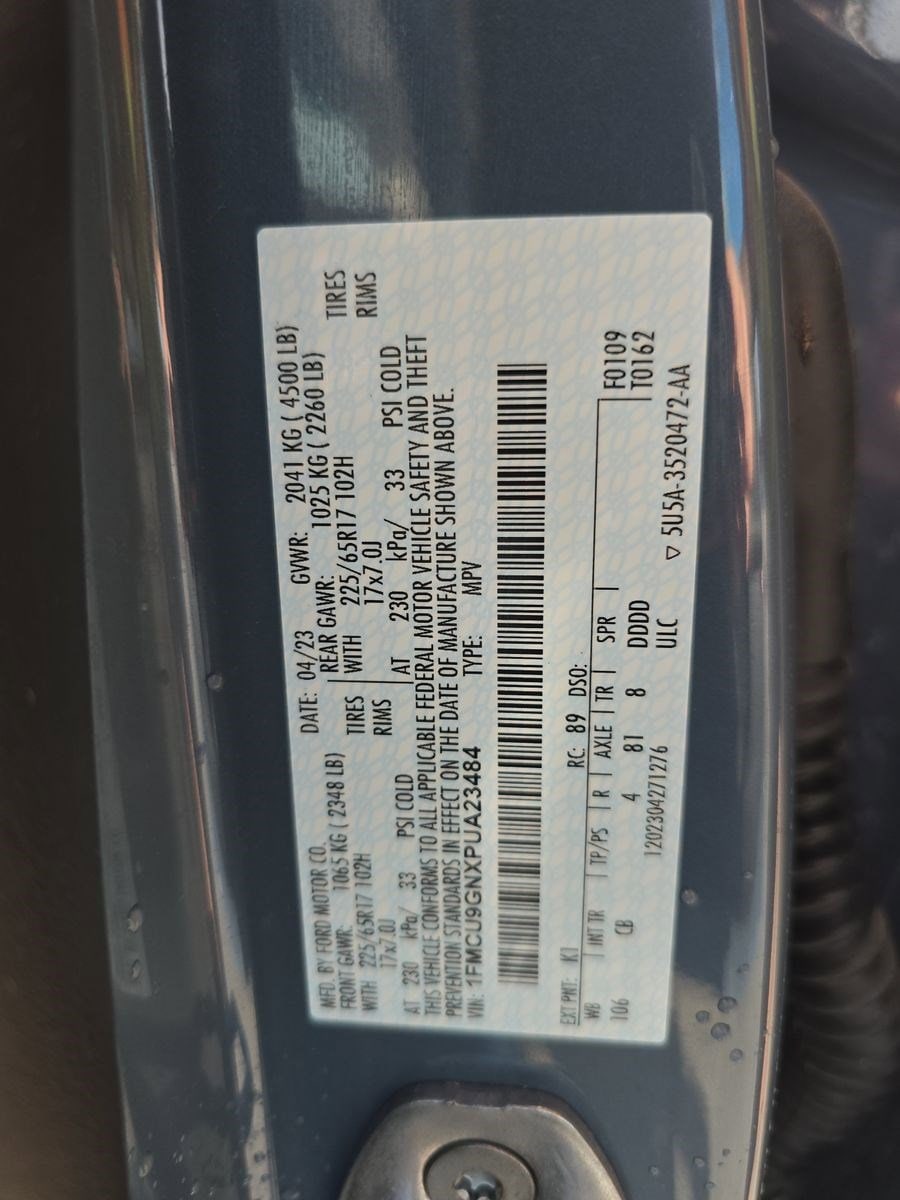 MFD. BY FORD MOTOR CO.
DATE: 04/23 GVWR: 2041 KG ( 4500 LB)
FRONT GAWR: 1065 KG ( 2348 LB)
REAR GAWR: 1025 KG ( 2260 LB)
WITH 225/65R17 102H TIRES
WITH 225/65R17 102H TIRES
17x7.0J RIMS
17x7.0J RIMS
AT 230 kPa/ 33 PSI COLD
AT 230 kPa/ 33 PSI COLD
THIS VEHICLE CONFORMS TO ALL APPLICABLE FEDERAL MOTOR VEHICLE SAFETY AND THEFT
PREVENTION STANDARDS IN EFFECT ON THE DATE OF MANUFACTURE SHOWN ABOVE.
VIN: 1FMCU9GNXPUA23484 TYPE: MPV
EXT PNT: K1 RC: 89 DSO:
WB INT TR TP/PS R AXLE TR SPR F0109
106 CB 4 81 8 DDDD T0162
1202304271276 ULC
▽ 5U5A-3520472-AA